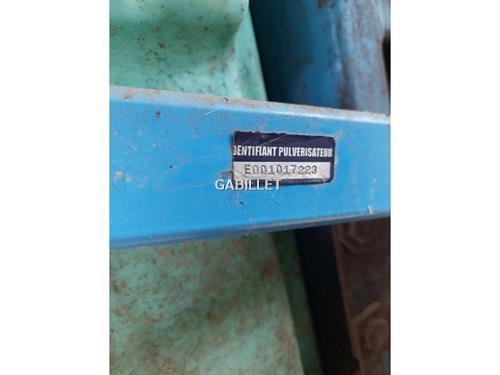 IDENTIFIANT PULVERISATEUR
E001017223
GABILLET